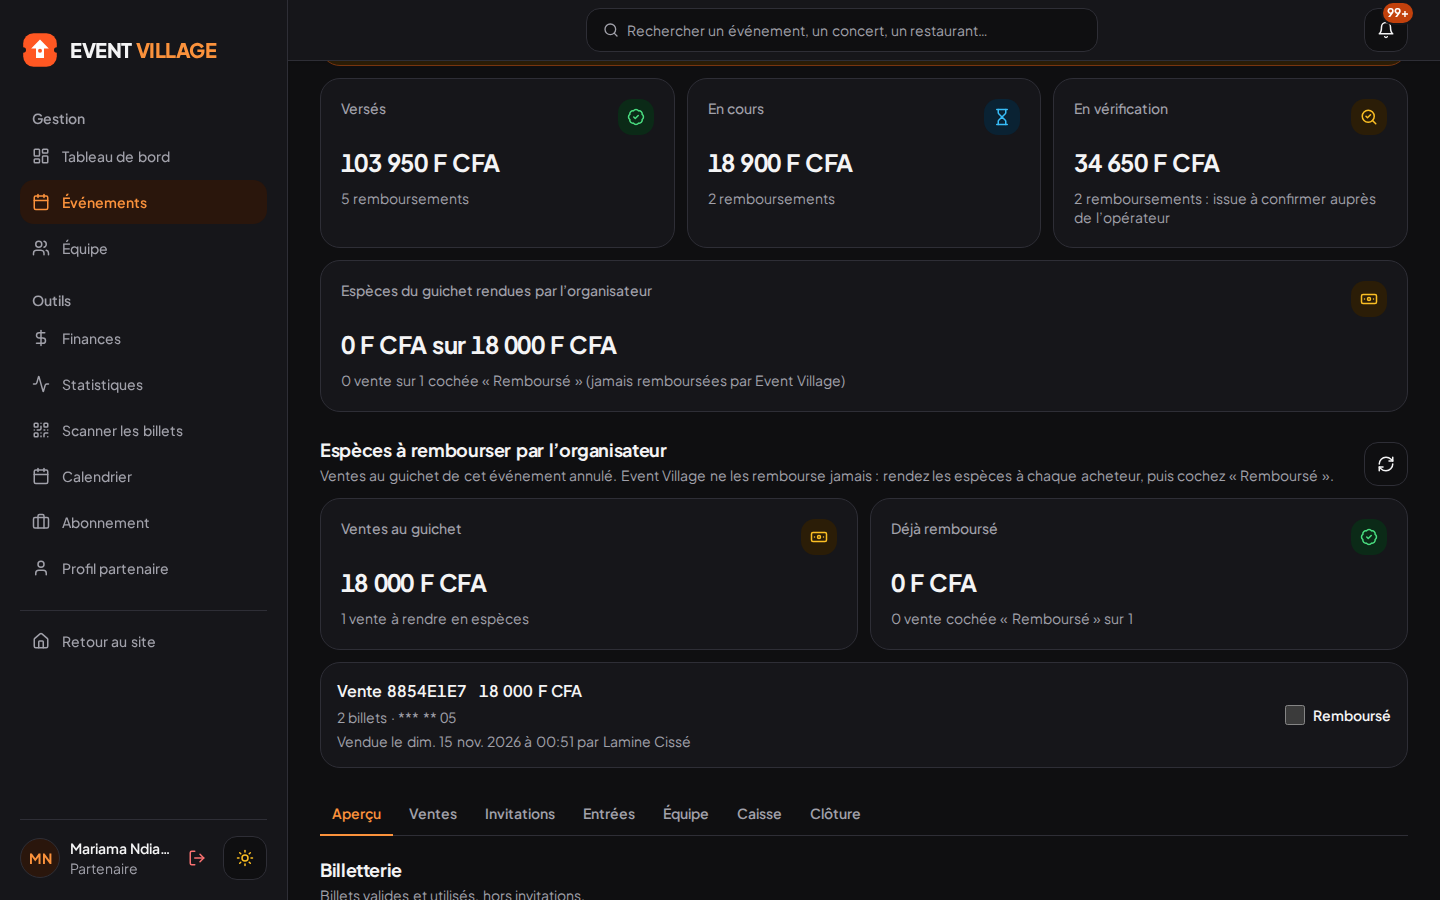 EVENT VILLAGE
Rechercher un événement, un concert, un restaurant...
99+
Gestion
Tableau de bord
Événements
Équipe
Outils
Finances
Statistiques
Scanner les billets
Calendrier
Abonnement
Profil partenaire
Retour au site
MN
Mariama Ndia...
Partenaire
Versés
103 950 F CFA
5 remboursements
En cours
18 900 F CFA
2 remboursements
En vérification
34 650 F CFA
2 remboursements : issue à confirmer auprès
de l'opérateur
Espèces du guichet rendues par l'organisateur
0 F CFA sur 18 000 F CFA
0 vente sur 1 cochée « Remboursé » (jamais remboursées par Event Village)
Espèces à rembourser par l'organisateur
Ventes au guichet de cet événement annulé. Event Village ne les rembourse jamais : rendez les espèces à chaque acheteur, puis cochez « Remboursé ».
Ventes au guichet
18 000 F CFA
1 vente à rendre en espèces
Déjà remboursé
0 F CFA
0 vente cochée « Remboursé » sur 1
Vente 8854E1E7 18 000 F CFA
2 billets · *** ** 05
Vendue le dim. 15 nov. 2026 à 00:51 par Lamine Cissé
Remboursé
Aperçu Ventes Invitations Entrées Équipe Caisse Clôture
Billetterie
Billets valides et utilisés, hors invitations.